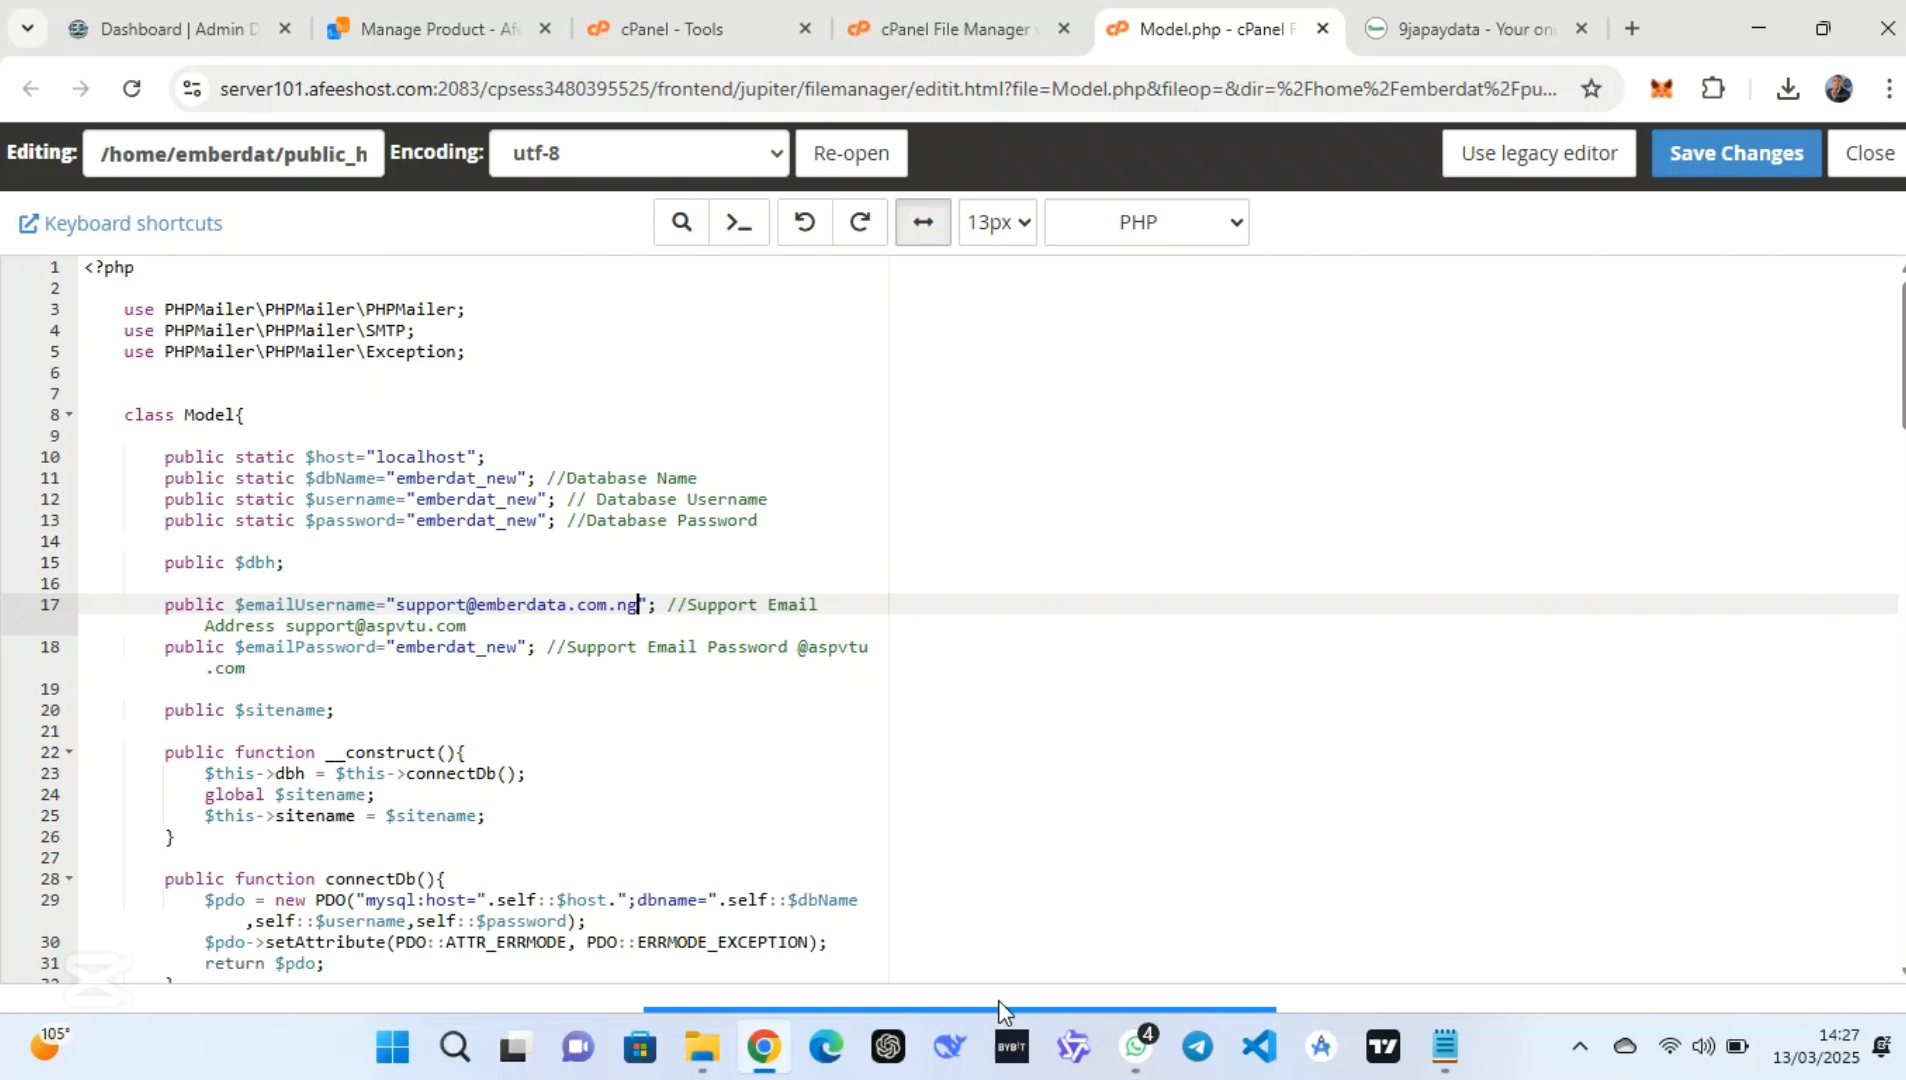 Dashboard | Admin D
Manage Product - Af
cPanel - Tools
cPanel File Manager
Model.php - cPanel F
9japaydata - Your on
server101.afeeshost.com:2083/cpsess3480395525/frontend/jupiter/filemanager/editit.html?file=Model.php&fileop=&dir=%2Fhome%2Femberdat%2Fpu...
Editing:
/home/emberdat/public_h
Encoding:
utf-8
Re-open
Use legacy editor
Save Changes
Close
Keyboard shortcuts
13px
PHP
1 <?php
2
3 use PHPMailer\PHPMailer\PHPMailer;
4 use PHPMailer\PHPMailer\SMTP;
5 use PHPMailer\PHPMailer\Exception;
6
7
8 class Model{
9
10 public static $host="localhost";
11 public static $dbName="emberdat_new"; //Database Name
12 public static $username="emberdat_new"; // Database Username
13 public static $password="emberdat_new"; //Database Password
14
15 public $dbh;
16
17 public $emailUsername="support@emberdata.com.ng"; //Support Email
Address support@aspvtu.com
18 public $emailPassword="emberdat_new"; //Support Email Password @aspvtu
.com
19
20 public $sitename;
21
22 public function __construct(){
23 $this->dbh = $this->connectDb();
24 global $sitename;
25 $this->sitename = $sitename;
26 }
27
28 public function connectDb(){
29 $pdo = new PDO("mysql:host=".self::$host.";dbname=".self::$dbName
,self::$username,self::$password);
30 $pdo->setAttribute(PDO::ATTR_ERRMODE, PDO::ERRMODE_EXCEPTION);
31 return $pdo;
105°
BYBIT
4
14:27
13/03/2025